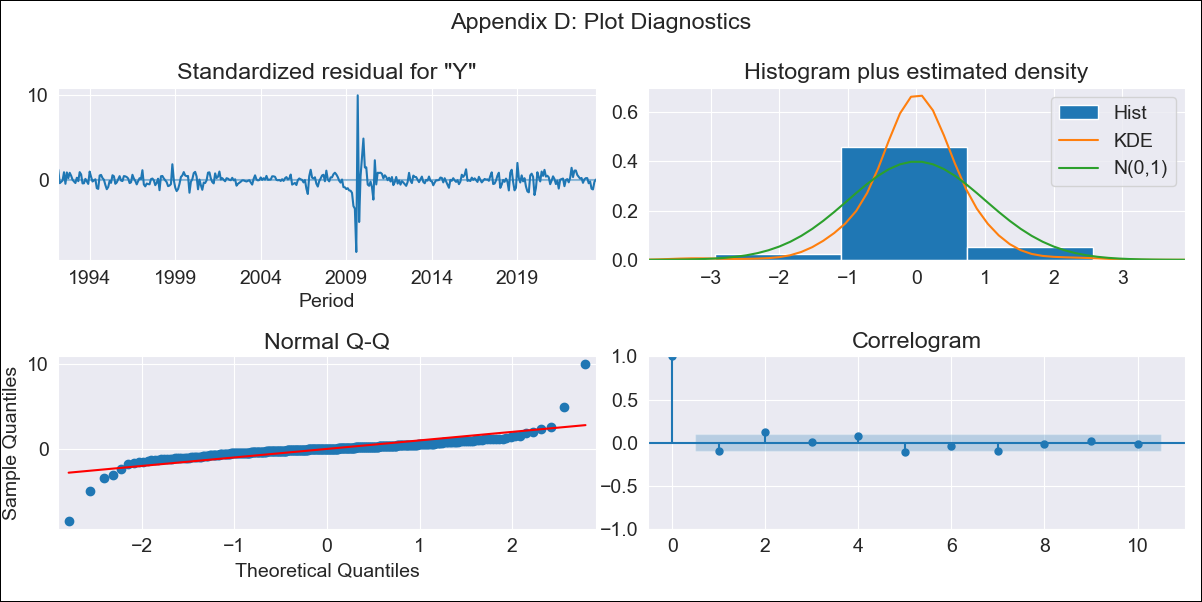 Appendix D: Plot Diagnostics
Standardized residual for "Y"
10
0
1994 1999 2004 2009 2014 2019
Period
Histogram plus estimated density
0.6
0.4
0.2
0.0
−3 −2 −1 0 1 2 3
Hist
KDE
N(0,1)
Normal Q-Q
Sample Quantiles
10
0
−2 −1 0 1 2
Theoretical Quantiles
Correlogram
1.0
0.5
0.0
−0.5
−1.0
0 2 4 6 8 10